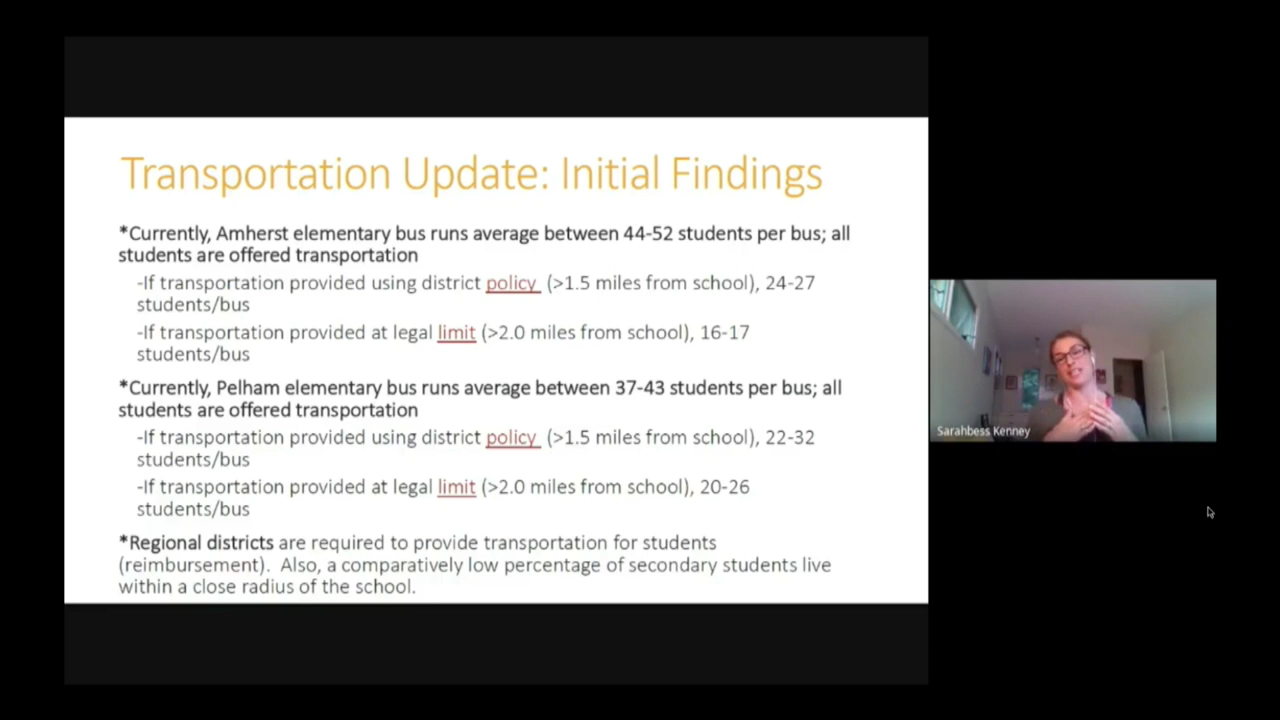 Transportation Update: Initial Findings
*Currently, Amherst elementary bus runs average between 44-52 students per bus; all
students are offered transportation
-If transportation provided using district policy (>1.5 miles from school), 24-27
students/bus
-If transportation provided at legal limit (>2.0 miles from school), 16-17
students/bus
*Currently, Pelham elementary bus runs average between 37-43 students per bus; all
students are offered transportation
-If transportation provided using district policy (>1.5 miles from school), 22-32
students/bus
-If transportation provided at legal limit (>2.0 miles from school), 20-26
students/bus
*Regional districts are required to provide transportation for students
(reimbursement). Also, a comparatively low percentage of secondary students live
within a close radius of the school.
Sarahbess Kenney